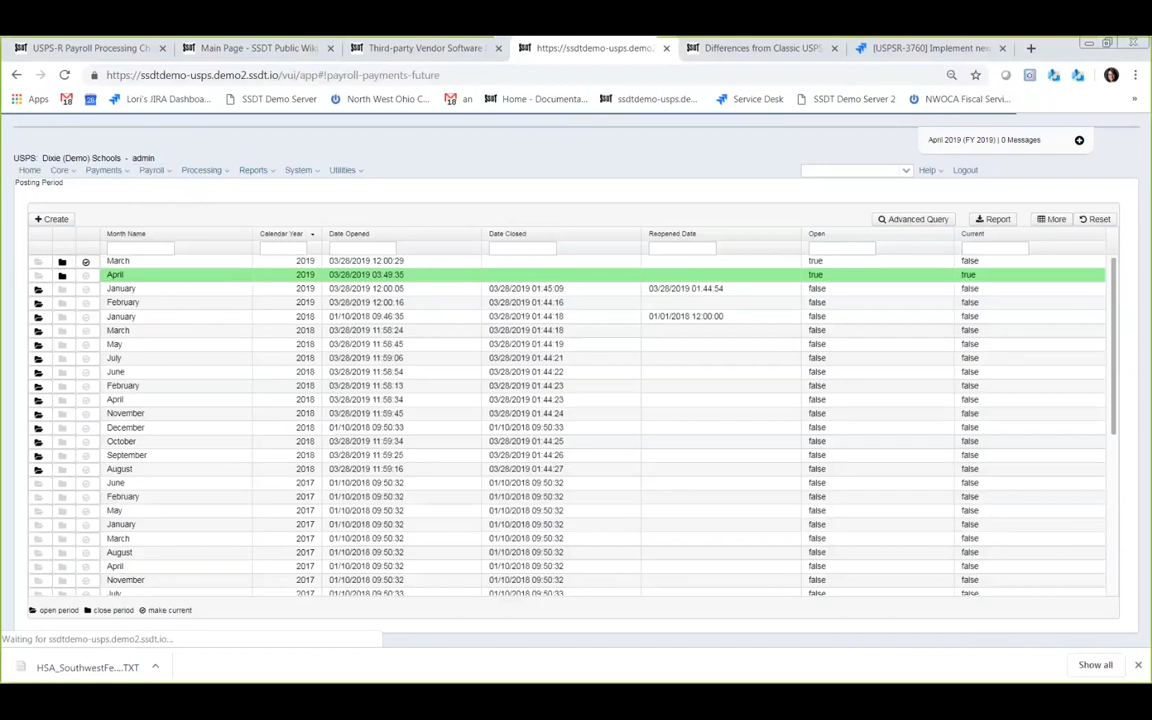 USPS-R Payroll Processing Ch
Main Page - SSDT Public Wiki
Third-party Vendor Software
https://ssdtdemo-usps.demo2
Differences from Classic USPS
[USPSR-3760] Implement new
https://ssdtdemo-usps.demo2.ssdt.io/vui/app#!payroll-payments-future
Apps
Lori's JIRA Dashboa...
SSDT Demo Server
North West Ohio C...
an
Home - Documenta...
ssdtdemo-usps.de...
Service Desk
SSDT Demo Server 2
NWOCA Fiscal Servi...
»
April 2019 (FY 2019) | 0 Messages
USPS: Dixie (Demo) Schools - admin
Home Core Payments Payroll Processing Reports System Utilities Help Logout
Posting Period
Create Advanced Query Report More Reset
Month Name Calendar Year Date Opened Date Closed Reopened Date Open Current
March 2019 03/28/2019 12:00:29 true false
April 2019 03/28/2019 03:49:35 true true
January 2019 03/28/2019 12:00:05 03/28/2019 01:45:09 03/28/2019 01:44:54 false false
February 2019 03/28/2019 12:00:16 03/28/2019 01:44:16 false false
January 2018 01/10/2018 09:46:35 03/28/2019 01:44:18 01/01/2018 12:00:00 false false
March 2018 03/28/2019 11:58:24 03/28/2019 01:44:18 false false
May 2018 03/28/2019 11:58:45 03/28/2019 01:44:19 false false
July 2018 03/28/2019 11:59:06 03/28/2019 01:44:21 false false
June 2018 03/28/2019 11:58:54 03/28/2019 01:44:22 false false
February 2018 03/28/2019 11:58:13 03/28/2019 01:44:23 false false
April 2018 03/28/2019 11:58:34 03/28/2019 01:44:23 false false
November 2018 03/28/2019 11:59:45 03/28/2019 01:44:24 false false
December 2018 01/10/2018 09:50:33 01/10/2018 09:50:33 false false
October 2018 03/28/2019 11:59:34 03/28/2019 01:44:25 false false
September 2018 03/28/2019 11:59:25 03/28/2019 01:44:26 false false
August 2018 03/28/2019 11:59:16 03/28/2019 01:44:27 false false
June 2017 01/10/2018 09:50:32 01/10/2018 09:50:32 false false
February 2017 01/10/2018 09:50:32 01/10/2018 09:50:32 false false
May 2017 01/10/2018 09:50:32 01/10/2018 09:50:32 false false
January 2017 01/10/2018 09:50:32 01/10/2018 09:50:32 false false
March 2017 01/10/2018 09:50:32 01/10/2018 09:50:32 false false
August 2017 01/10/2018 09:50:32 01/10/2018 09:50:32 false false
April 2017 01/10/2018 09:50:32 01/10/2018 09:50:32 false false
November 2017 01/10/2018 09:50:32 01/10/2018 09:50:32 false false
July 2017 01/10/2018 09:50:33 01/10/2018 09:50:33 false false
open period close period make current
Waiting for ssdtdemo-usps.demo2.ssdt.io...
HSA_SouthwestFe....TXT
Show all